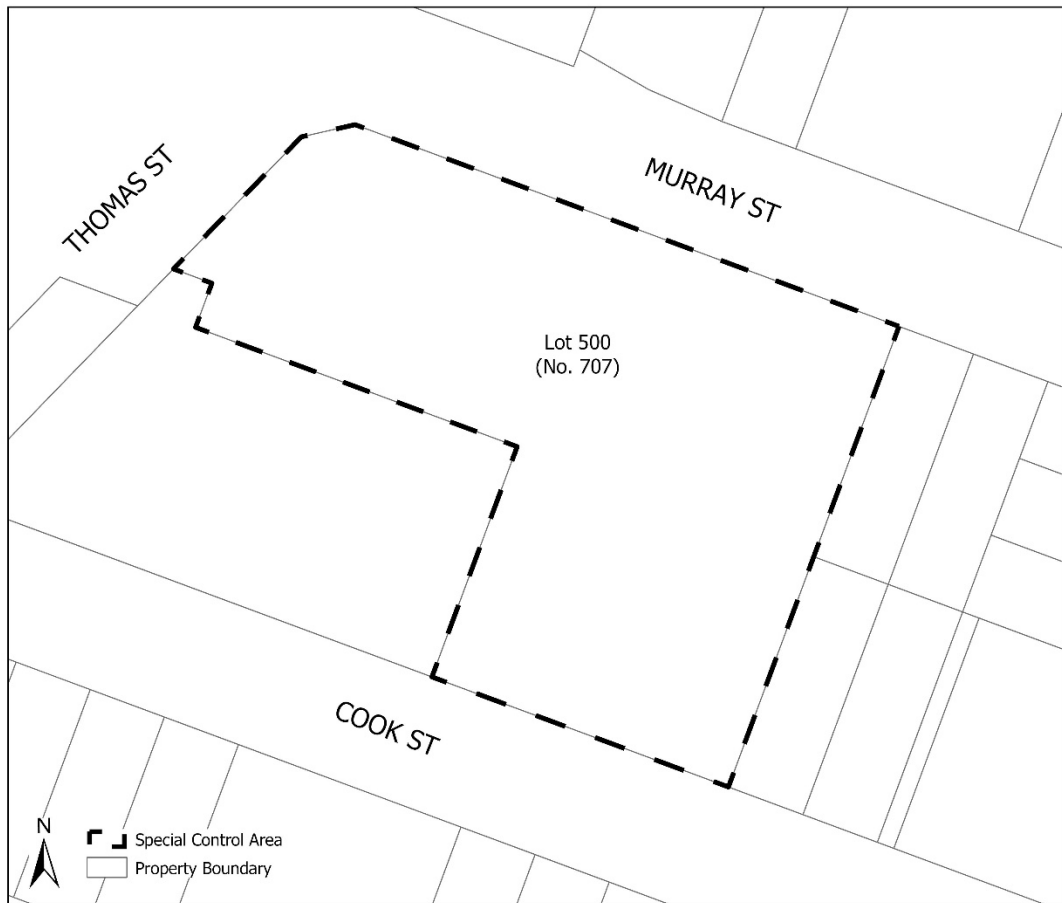 THOMAS ST
MURRAY ST
Lot 500
(No. 707)
COOK ST
N
Special Control Area
Property Boundary